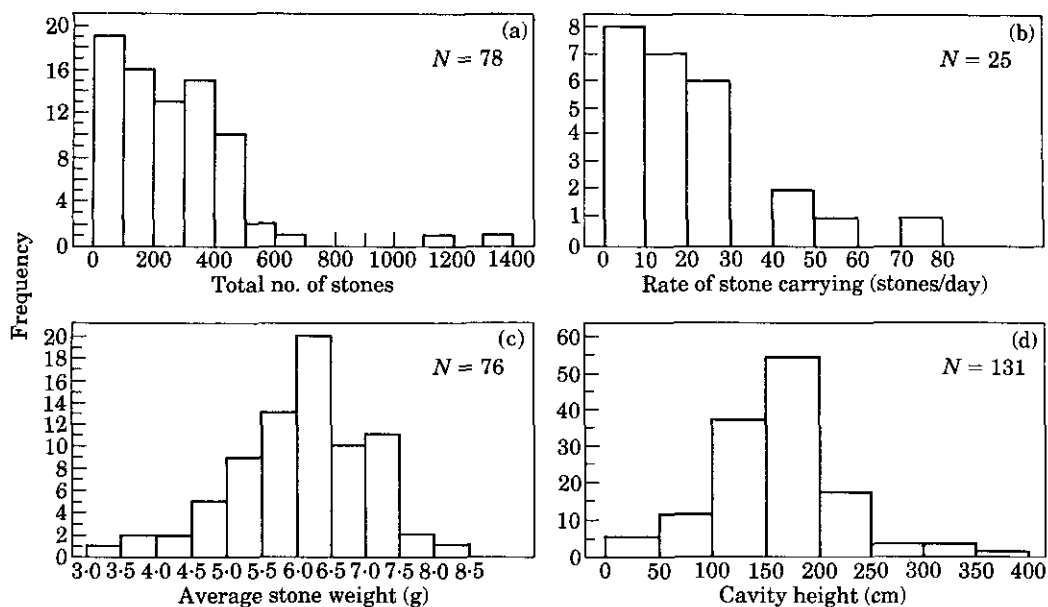 Frequency
20
16
12
8
4
0
(a)
N = 78
0 200 400 600 800 1000 1200 1400
Total no. of stones
8
7
6
5
4
3
2
1
0
(b)
N = 25
0 10 20 30 40 50 60 70 80
Rate of stone carrying (stones/day)
20
18
16
14
12
10
8
6
4
2
0
(c)
N = 76
3·0 3·5 4·0 4·5 5·0 5·5 6·0 6·5 7·0 7·5 8·0 8·5
Average stone weight (g)
60
50
40
30
20
10
0
(d)
N = 131
0 50 100 150 200 250 300 350 400
Cavity height (cm)